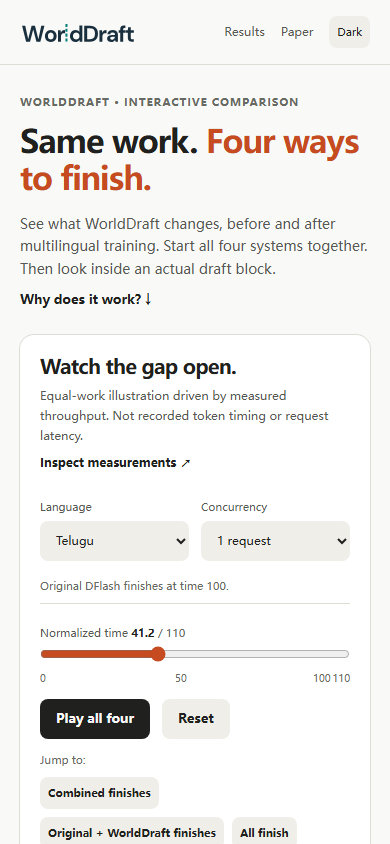 WorldDraft
Results Paper Dark
WORLDDRAFT • INTERACTIVE COMPARISON
Same work. Four ways
to finish.
See what WorldDraft changes, before and after
multilingual training. Start all four systems together.
Then look inside an actual draft block.
Why does it work? ↓
Watch the gap open.
Equal-work illustration driven by measured
throughput. Not recorded token timing or request
latency.
Inspect measurements ↗
Language Concurrency
Telugu 1 request
Original DFlash finishes at time 100.
Normalized time 41.2 / 110
0 50 100 110
Play all four Reset
Jump to:
Combined finishes
Original + WorldDraft finishes All finish